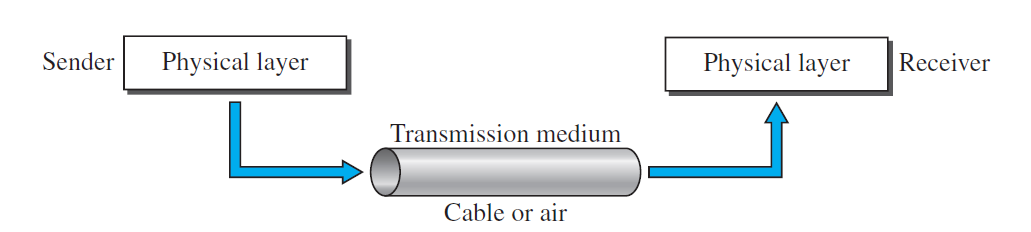 Sender
Physical layer
Physical layer
Receiver
Transmission medium
Cable or air